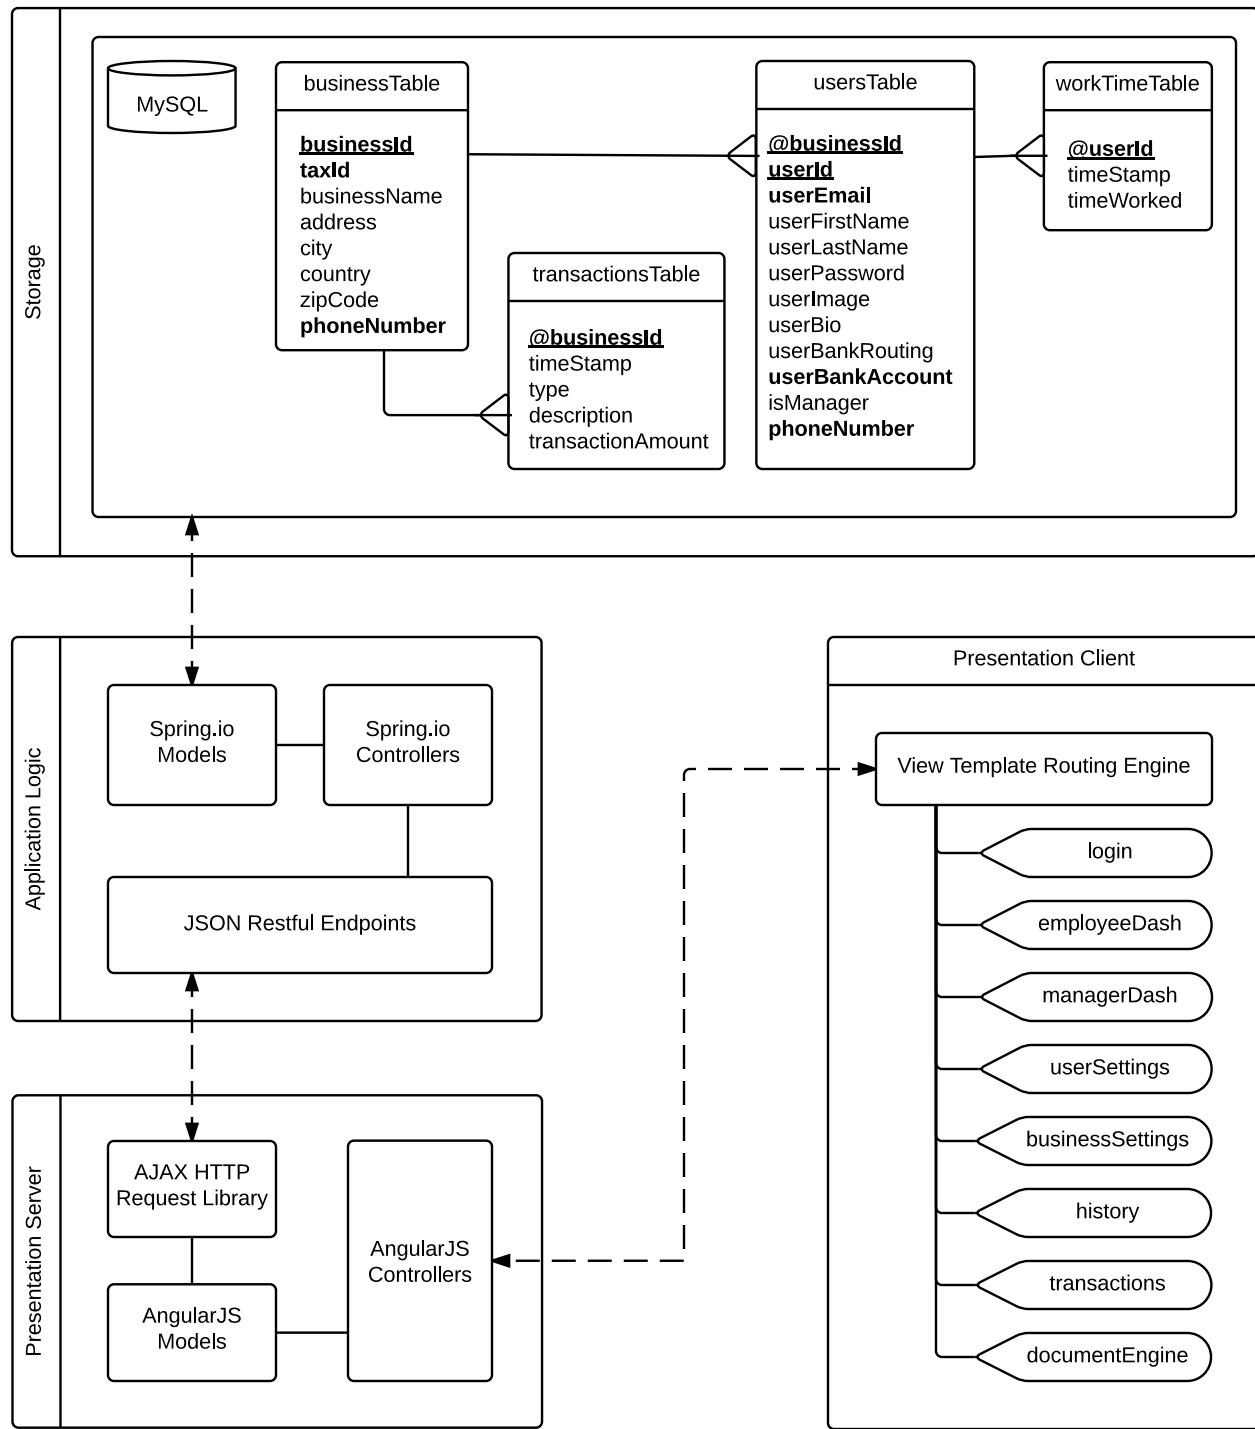 Storage
MySQL
businessTable
businessId
taxId
businessName
address
city
country
zipCode
phoneNumber
transactionsTable
@businessId
timeStamp
type
description
transactionAmount
usersTable
@businessId
userId
userEmail
userFirstName
userLastName
userPassword
userImage
userBio
userBankRouting
userBankAccount
isManager
phoneNumber
workTimeTable
@userId
timeStamp
timeWorked
Application Logic
Spring.io
Models
Spring.io
Controllers
JSON Restful Endpoints
Presentation Server
AJAX HTTP
Request Library
AngularJS
Models
AngularJS
Controllers
Presentation Client
View Template Routing Engine
login
employeeDash
managerDash
userSettings
businessSettings
history
transactions
documentEngine